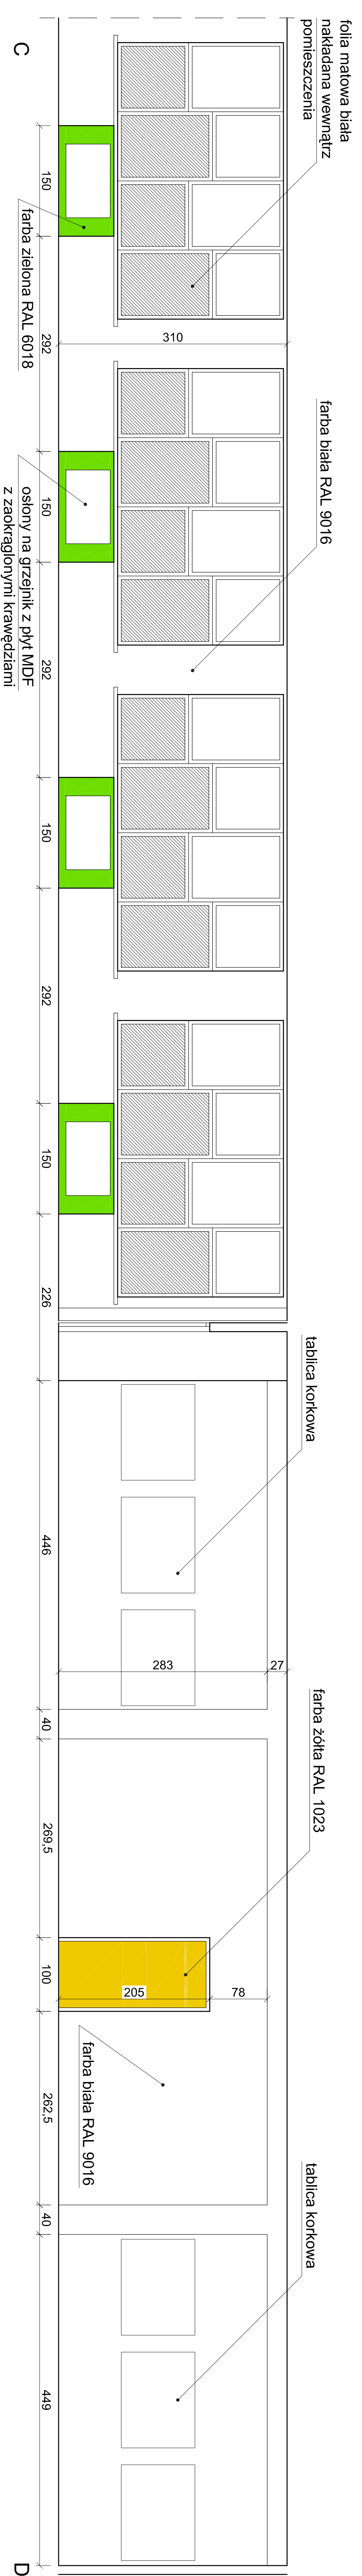 folia matowa biała
nakładana wewnątrz
pomieszczenia
farba biała RAL 9016
tablica korkowa
farba żółta RAL 1023
tablica korkowa
310
283
27
205
78
farba biała RAL 9016
C
150
292
150
292
150
292
150
226
446
40
269,5
100
262,5
40
449
D
farba zielona RAL 6018
osłony na grzejnik z płyt MDF
z zaokrąglonymi krawędziami